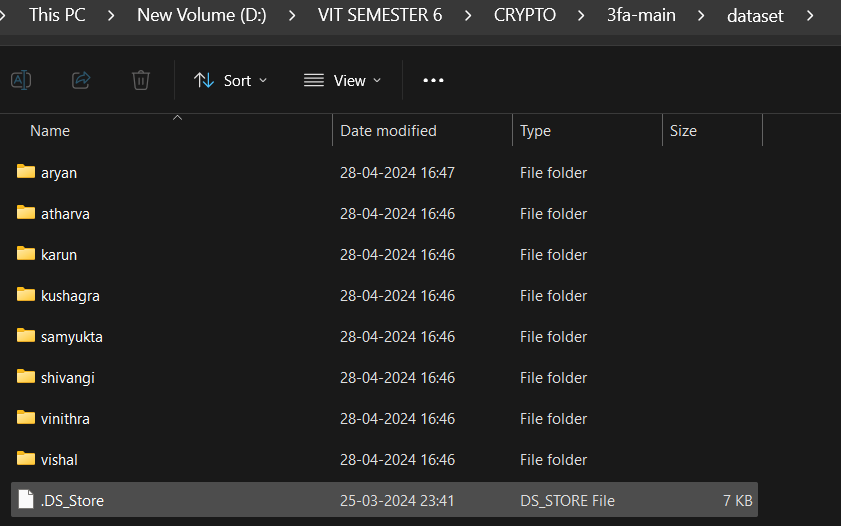 This PC > New Volume (D:) > VIT SEMESTER 6 > CRYPTO > 3fa-main > dataset >
Sort View
Name Date modified Type Size
aryan 28-04-2024 16:47 File folder
atharva 28-04-2024 16:46 File folder
karun 28-04-2024 16:46 File folder
kushagra 28-04-2024 16:46 File folder
samyukta 28-04-2024 16:46 File folder
shivangi 28-04-2024 16:46 File folder
vinithra 28-04-2024 16:46 File folder
vishal 28-04-2024 16:46 File folder
.DS_Store 25-03-2024 23:41 DS_STORE File 7 KB